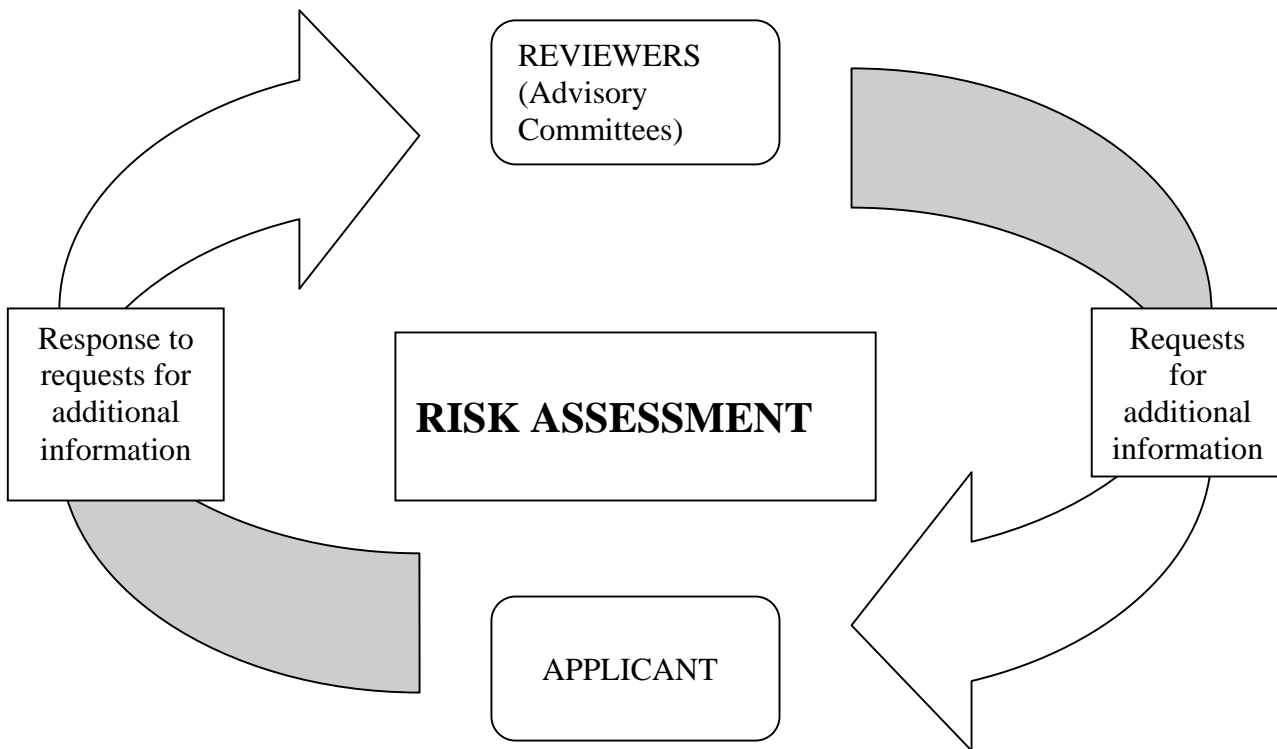 REVIEWERS
(Advisory
Committees)
Response to
requests for
additional
information
RISK ASSESSMENT
Requests
for
additional
information
APPLICANT